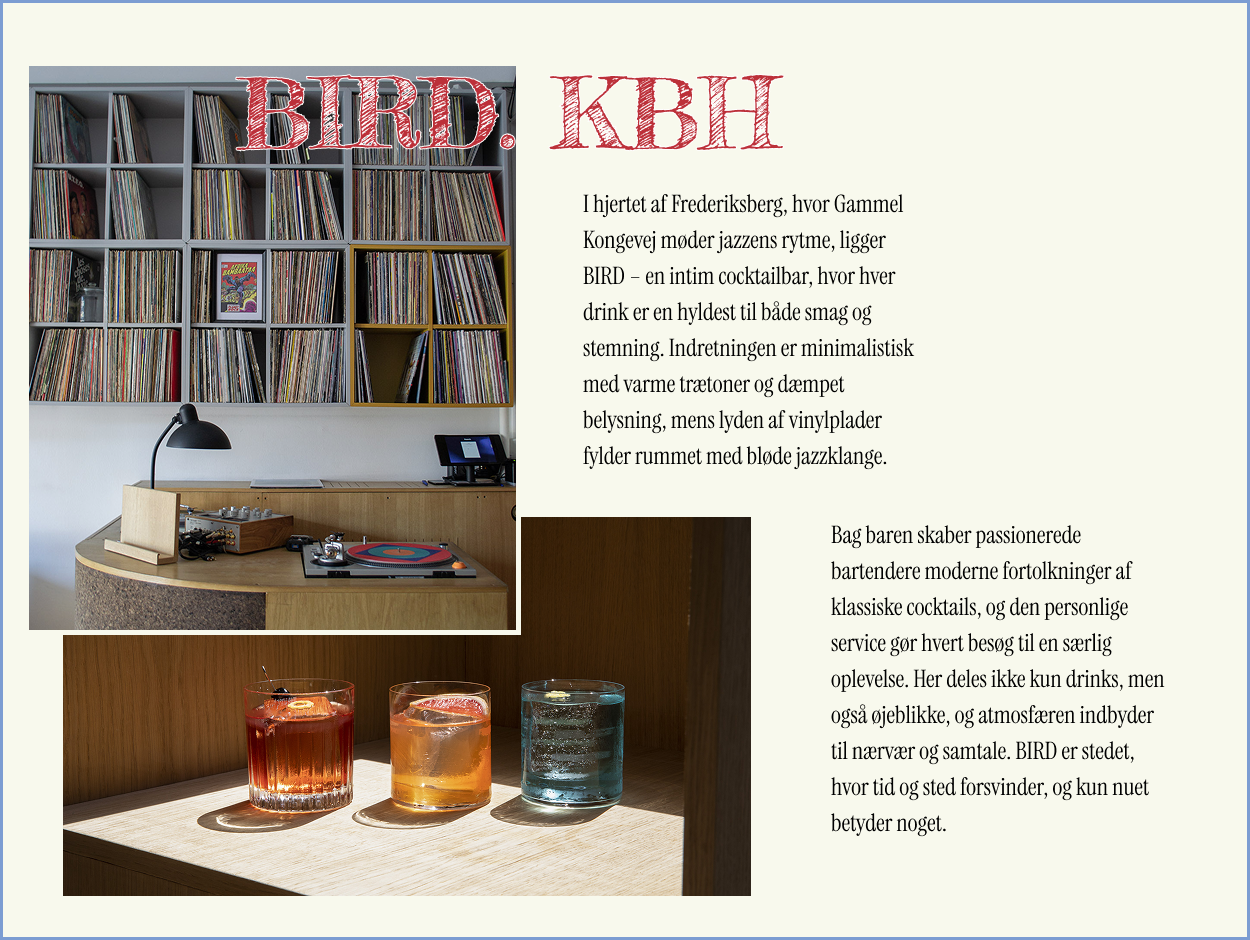 BIRD. KBH
I hjertet af Frederiksberg, hvor Gammel
Kongevej møder jazzens rytme, ligger
BIRD – en intim cocktailbar, hvor hver
drink er en hyldest til både smag og
stemning. Indretningen er minimalistisk
med varme trætoner og dæmpet
belysning, mens lyden af vinylplader
fylder rummet med bløde jazzklange.
AFRIKA
BAMBAATAA
Bag baren skaber passionerede
bartendere moderne fortolkninger af
klassiske cocktails, og den personlige
service gør hvert besøg til en særlig
oplevelse. Her deles ikke kun drinks, men
også øjeblikke, og atmosfæren indbyder
til nærvær og samtale. BIRD er stedet,
hvor tid og sted forsvinder, og kun nuet
betyder noget.